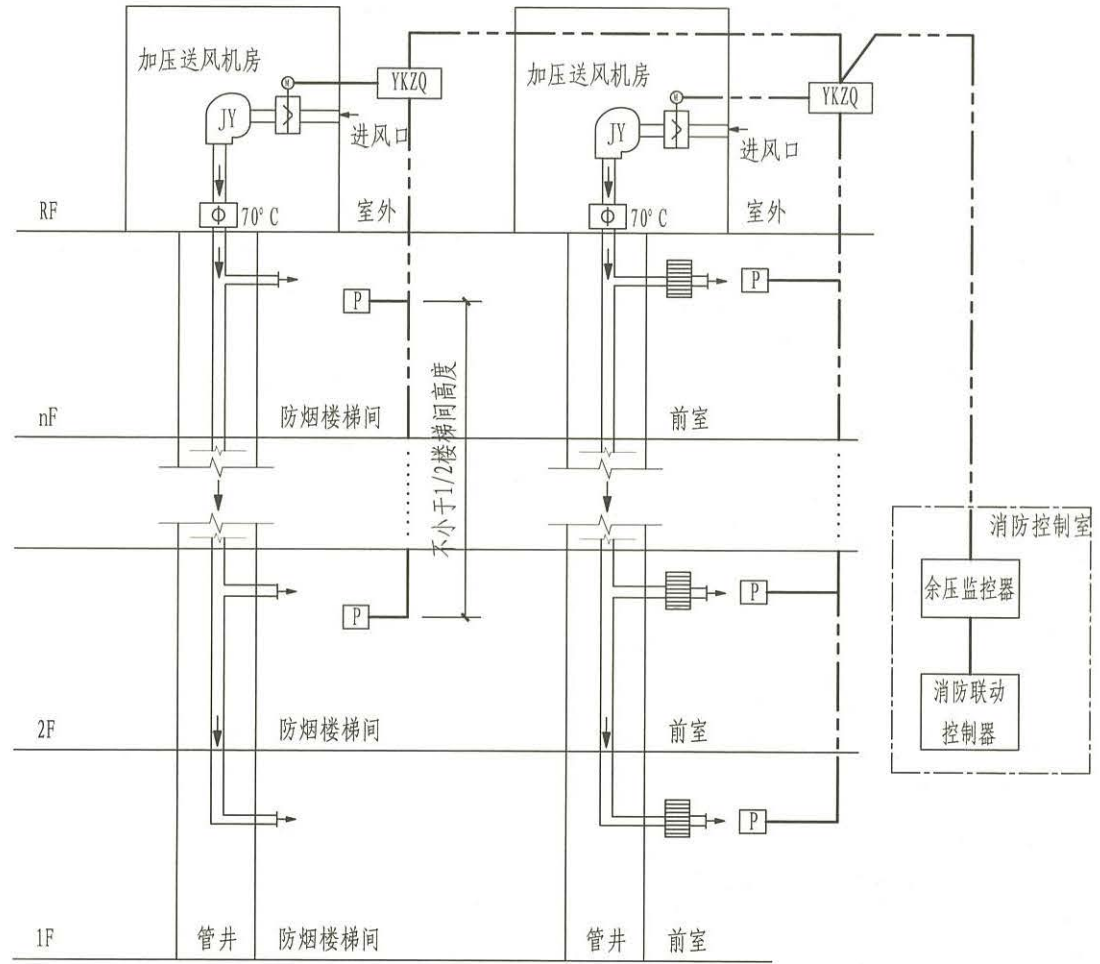 加压送风机房
加压送风机房
M
YKZQ
M
YKZQ
JY
JY
进风口
进风口
RF
70°C
室外
70°C
室外
P
P
不小于1/2楼梯间高度
nF
防烟楼梯间
前室
消防控制室
余压监控器
P
P
消防联动
控制器
2F
防烟楼梯间
前室
P
1F
管井
防烟楼梯间
管井
前室